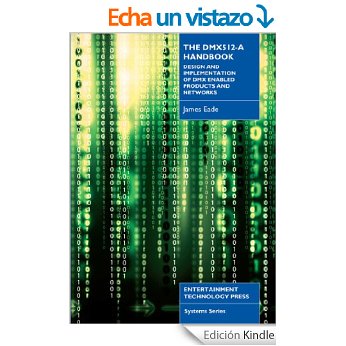 Echa un vistazo
THE DMX512-A
HANDBOOK
DESIGN AND
IMPLEMENTATION
OF DMX ENABLED
PRODUCTS AND
NETWORKS
James Eade
ENTERTAINMENT
TECHNOLOGY PRESS
Systems Series
Edición Kindle